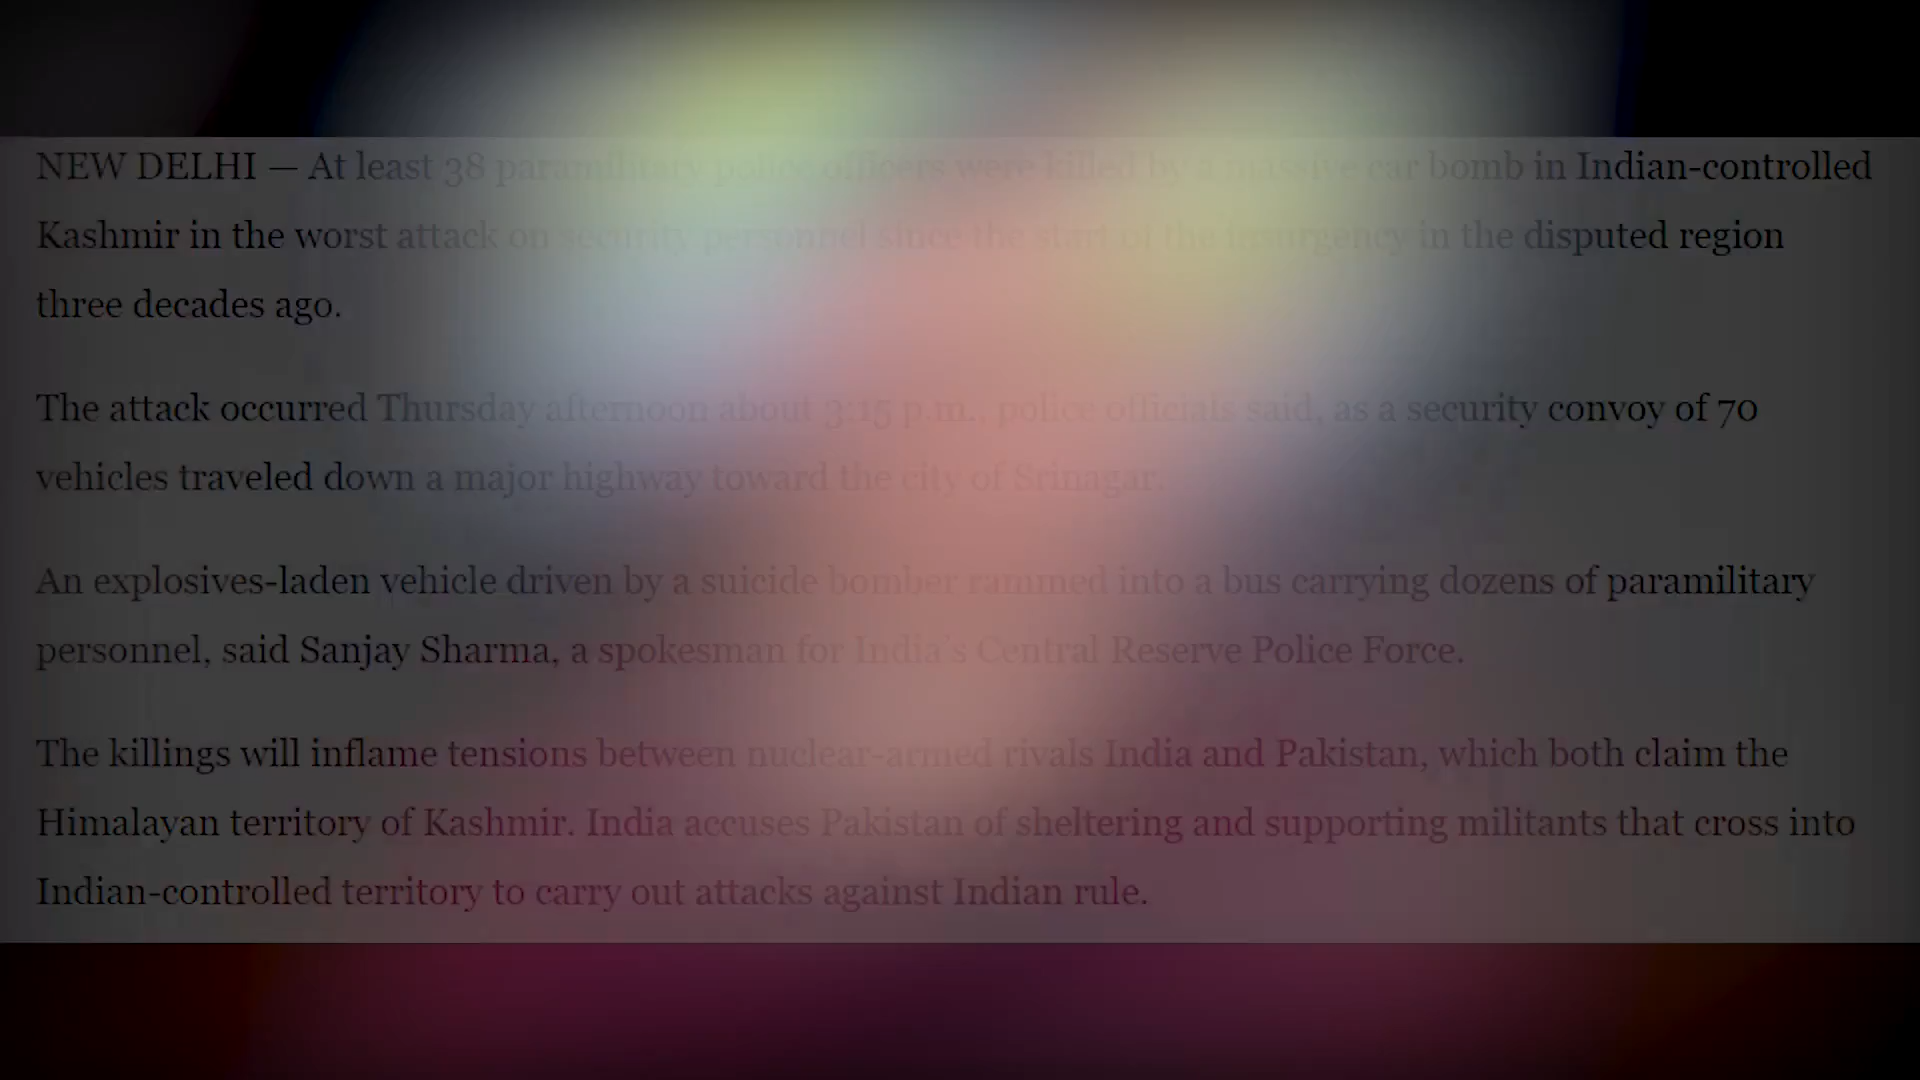 NEW DELHI — At least 38 paramilitary police officers were killed by a massive car bomb in Indian-controlled
Kashmir in the worst attack on security personnel since the start of the insurgency in the disputed region
three decades ago.
The attack occurred Thursday afternoon about 3:15 p.m., police officials said, as a security convoy of 70
vehicles traveled down a major highway toward the city of Srinagar.
An explosives-laden vehicle driven by a suicide bomber rammed into a bus carrying dozens of paramilitary
personnel, said Sanjay Sharma, a spokesman for India's Central Reserve Police Force.
The killings will inflame tensions between nuclear-armed rivals India and Pakistan, which both claim the
Himalayan territory of Kashmir. India accuses Pakistan of sheltering and supporting militants that cross into
Indian-controlled territory to carry out attacks against Indian rule.